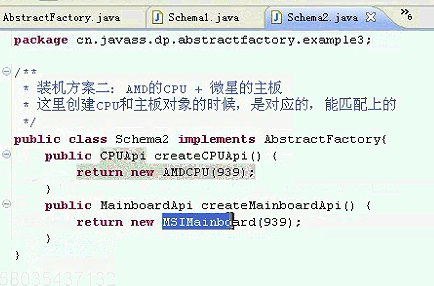 AbstractFactory.java
Schema1.java
Schema2.java
»6
package cn.javass.dp.abstractfactory.example3;
/**
 * 装机方案二：AMD的CPU + 微星的主板
 * 这里创建CPU和主板对象的时候，是对应的，能匹配上的
 */
public class Schema2 implements AbstractFactory{
    public CPUApi createCPUApi() {
        return new AMDCPU(939);
    }
    public MainboardApi createMainboardApi() {
        return new MSIMainboard(939);
    }
}